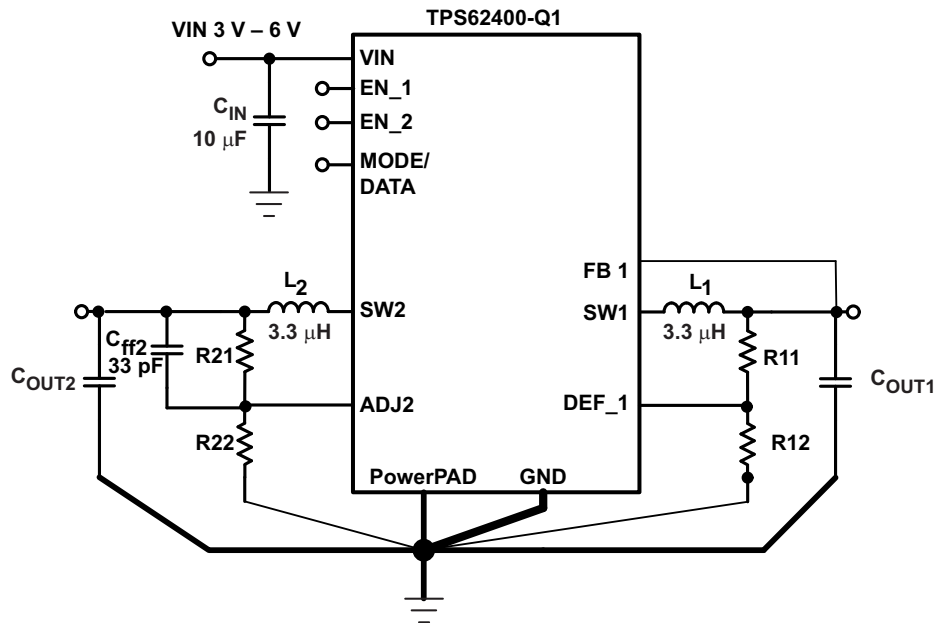 TPS62400-Q1
VIN 3 V – 6 V
VIN
EN_1
EN_2
MODE/
DATA
C_IN
10 μF
FB 1
L_2
SW2
3.3 μH
L_1
SW1
3.3 μH
C_ff2
33 pF
R21
R11
C_OUT2
C_OUT1
ADJ2
DEF_1
R22
R12
PowerPAD
GND